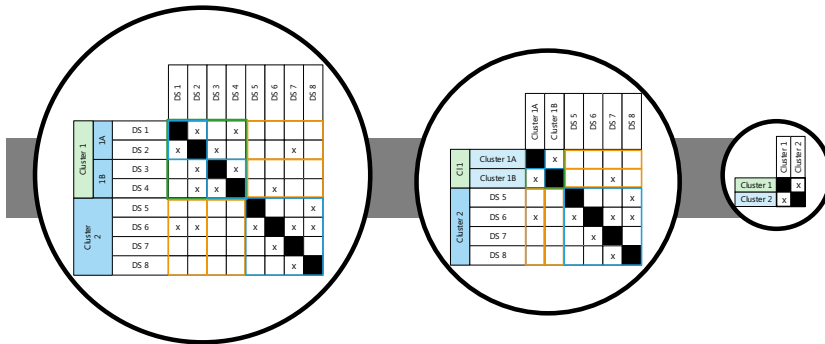 DS 1 DS 2 DS 3 DS 4 DS 5 DS 6 DS 7 DS 8
Cluster 1
1A
DS 1 x x
DS 2 x x x
1B
DS 3 x x
DS 4 x x x
Cluster
2
DS 5 x
DS 6 x x x x x
DS 7 x
DS 8 x
Cluster 1A Cluster 1B DS 5 DS 6 DS 7 DS 8
Cl1
Cluster 1A x
Cluster 1B x x
Cluster 2
DS 5 x
DS 6 x x x x
DS 7 x
DS 8 x
Cluster 1 Cluster 2
Cluster 1 x
Cluster 2 x